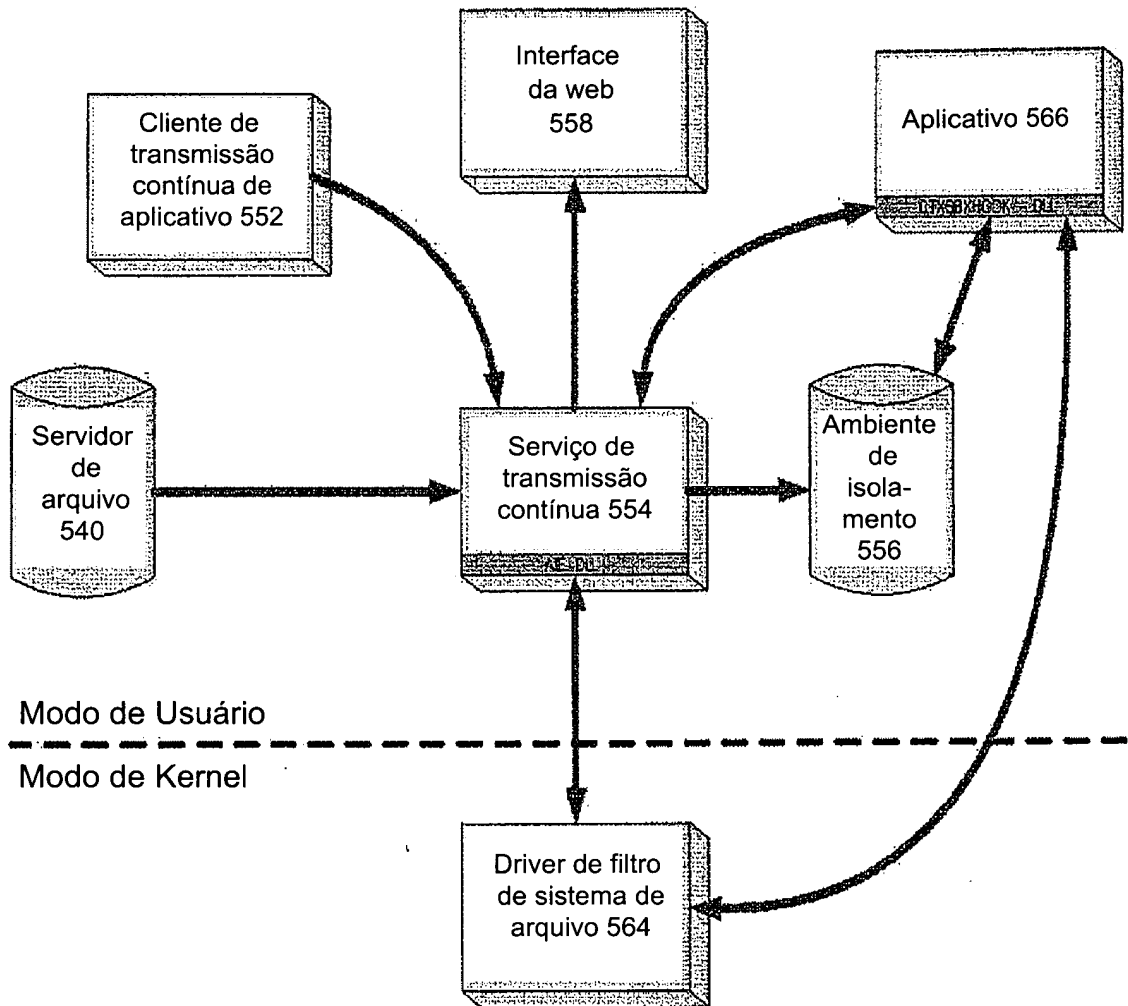 Interface
da web
558
Cliente de
transmissão
contínua de
aplicativo 552
Aplicativo 566
Servidor
de
arquivo
540
Serviço de
transmissão
contínua 554
Ambiente
de
isola-
mento
556
Modo de Usuário
Modo de Kernel
Driver de filtro
de sistema de
arquivo 564